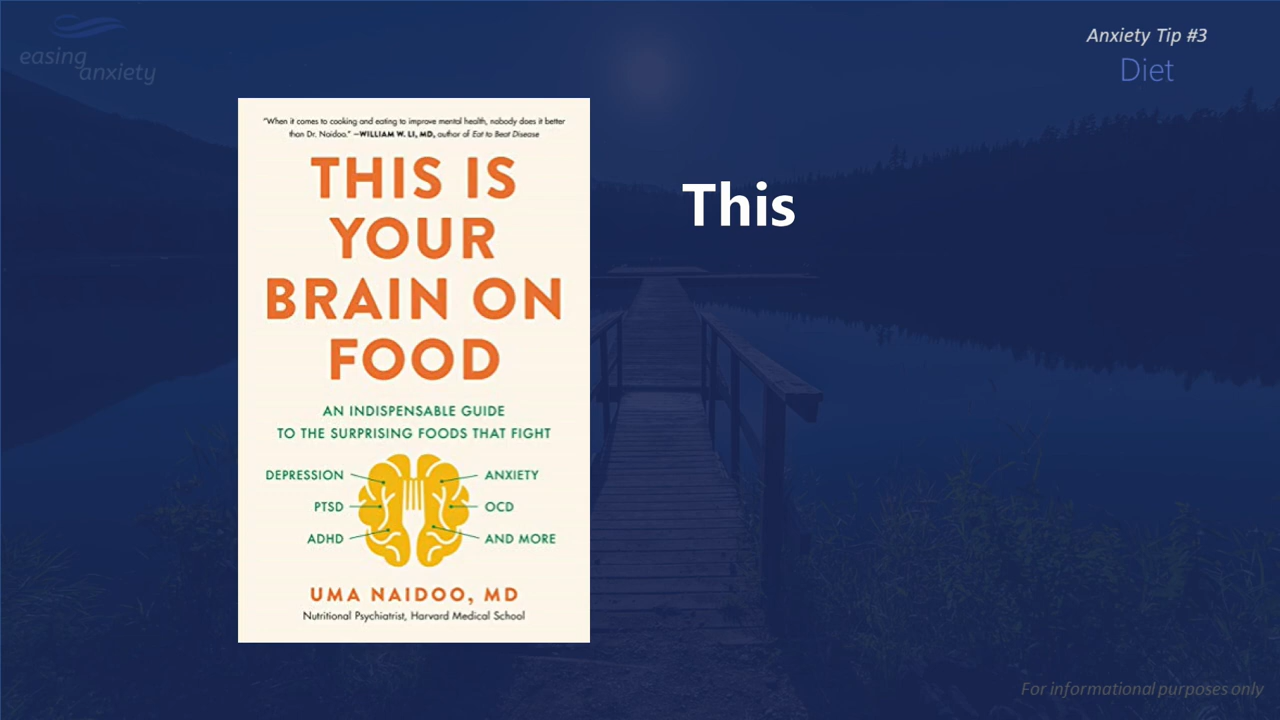 easing
anxiety
Anxiety Tip #3
Diet
"When it comes to cooking and eating to improve mental health, nobody does it better
than Dr. Naidoo." —WILLIAM W. LI, MD, author of Eat to Beat Disease
THIS IS
YOUR
BRAIN ON
FOOD
This
AN INDISPENSABLE GUIDE
TO THE SURPRISING FOODS THAT FIGHT
DEPRESSION
ANXIETY
PTSD
OCD
ADHD
AND MORE
UMA NAIDOO, MD
Nutritional Psychiatrist, Harvard Medical School
For informational purposes only